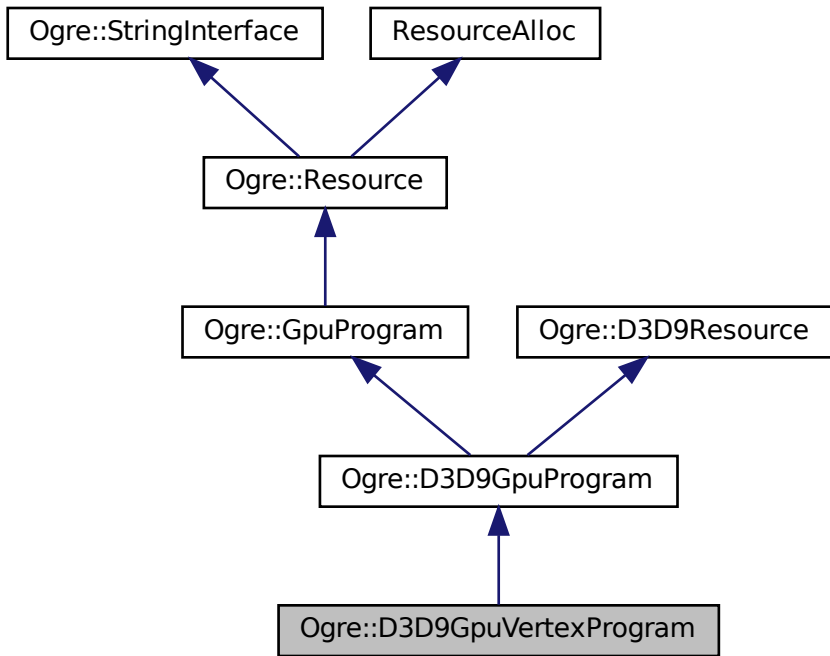 Ogre::StringInterface
ResourceAlloc
Ogre::Resource
Ogre::GpuProgram
Ogre::D3D9Resource
Ogre::D3D9GpuProgram
Ogre::D3D9GpuVertexProgram